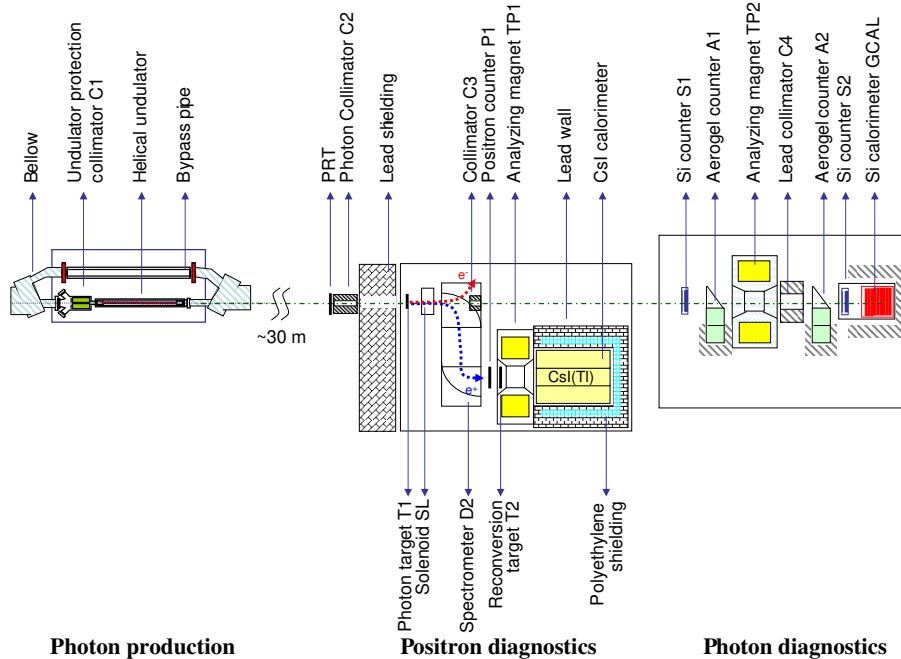 Bellow
Undulator protection
collimator C1
Helical undulator
Bypass pipe
PRT
Photon Collimator C2
Lead shielding
Collimator C3
Positron counter P1
Analyzing magnet TP1
Lead wall
CsI calorimeter
Si counter S1
Aerogel counter A1
Analyzing magnet TP2
Lead collimator C4
Aerogel counter A2
Si counter S2
Si calorimeter GCAL
~30 m
e-
e+
CsI(Tl)
Photon target T1
Solenoid SL
Spectrometer D2
Reconversion
target T2
Polyethylene
shielding
Photon production
Positron diagnostics
Photon diagnostics